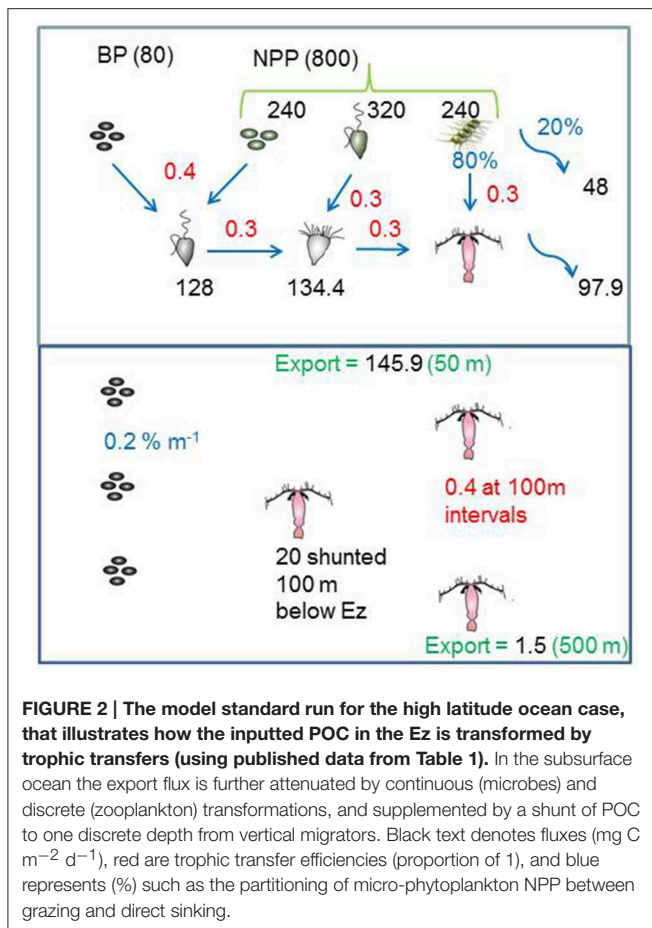 BP (80) NPP (800)
240 320 240
20%
80%
0.4
48
0.3 0.3
0.3 0.3
128 134.4 97.9
Export = 145.9 (50 m)
0.2 % m⁻¹
0.4 at 100m
intervals
20 shunted
100 m
below Ez
Export = 1.5 (500 m)
FIGURE 2 | The model standard run for the high latitude ocean case,
that illustrates how the inputted POC in the Ez is transformed by
trophic transfers (using published data from Table 1). In the subsurface
ocean the export flux is further attenuated by continuous (microbes) and
discrete (zooplankton) transformations, and supplemented by a shunt of POC
to one discrete depth from vertical migrators. Black text denotes fluxes (mg C
m⁻² d⁻¹), red are trophic transfer efficiencies (proportion of 1), and blue
represents (%) such as the partitioning of micro-phytoplankton NPP between
grazing and direct sinking.